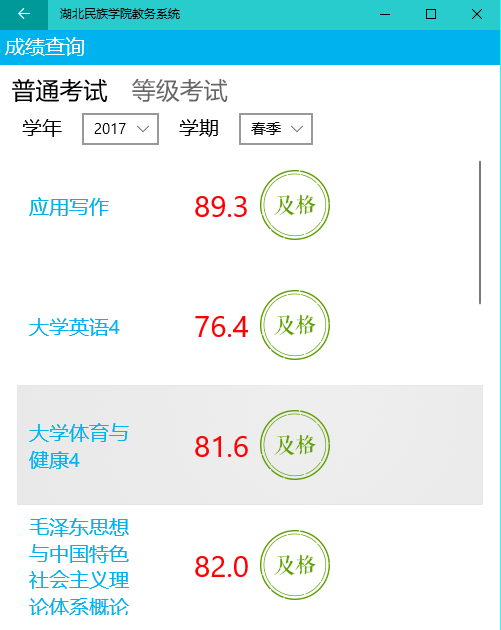 湖北民族学院教务系统
成绩查询
普通考试 等级考试
学年 2017 学期 春季
应用写作 89.3 及格
大学英语4 76.4 及格
大学体育与
健康4
81.6 及格
毛泽东思想
与中国特色
社会主义理
论体系概论
82.0 及格